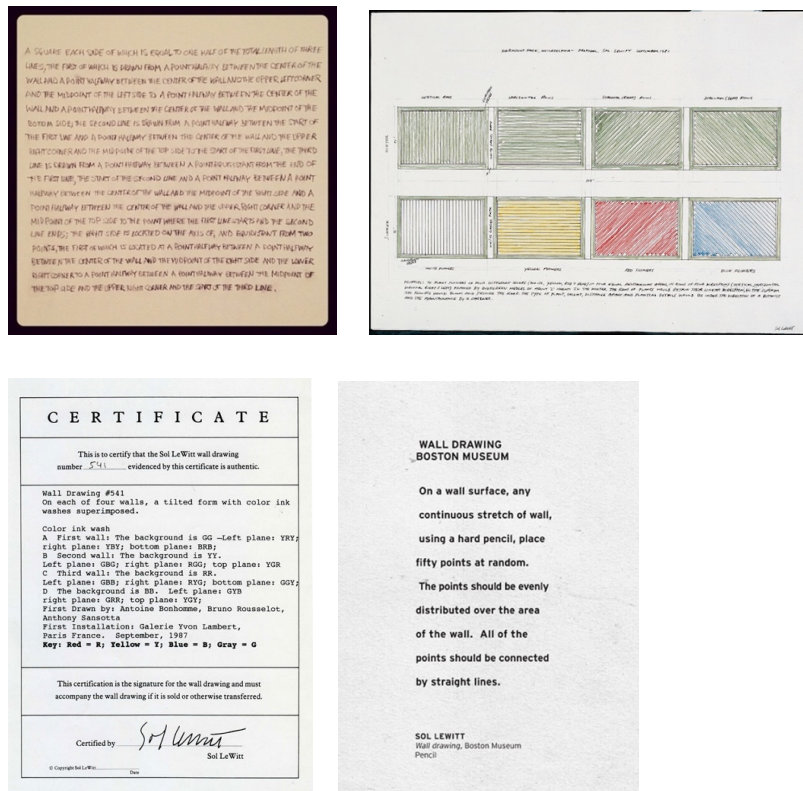 A SQUARE EACH SIDE OF WHICH IS EQUAL TO ONE HALF OF THE TOTAL LENGTH OF THREE
LINES, THE FIRST OF WHICH IS DRAWN FROM A POINT HALFWAY BETWEEN THE CENTER OF THE
WALL AND A POINT HALFWAY BETWEEN THE CENTER OF THE WALL AND THE UPPER LEFT CORNER
AND THE MIDPOINT OF THE LEFT SIDE TO A POINT HALFWAY BETWEEN THE CENTER OF THE
WALL AND A POINT HALFWAY BETWEEN THE CENTER OF THE WALL AND THE MIDPOINT OF THE
BOTTOM SIDE; THE SECOND LINE IS DRAWN FROM A POINT HALFWAY BETWEEN THE START OF
THE FIRST LINE AND A POINT HALFWAY BETWEEN THE CENTER OF THE WALL AND THE UPPER
RIGHT CORNER AND THE MIDPOINT OF THE TOP SIDE TO THE START OF THE FIRST LINE, THE THIRD
LINE IS DRAWN FROM A POINT HALFWAY BETWEEN A POINT EQUIDISTANT FROM THE END OF
THE FIRST LINE, THE START OF THE SECOND LINE AND A POINT HALFWAY BETWEEN A POINT
HALFWAY BETWEEN THE CENTER OF THE WALL AND THE MIDPOINT OF THE RIGHT SIDE AND A
POINT HALFWAY BETWEEN THE CENTER OF THE WALL AND THE UPPER RIGHT CORNER AND THE
MIDPOINT OF THE TOP SIDE TO THE POINT WHERE THE FIRST LINE STARTS AND THE SECOND
LINE ENDS; THE RIGHT SIDE IS LOCATED ON THE AXIS OF, AND EQUIDISTANT FROM TWO
POINTS, THE FIRST OF WHICH IS LOCATED AT A POINT HALFWAY BETWEEN A POINT HALFWAY
BETWEEN THE CENTER OF THE WALL AND THE MIDPOINT OF THE RIGHT SIDE AND THE LOWER
RIGHT CORNER TO A POINT HALFWAY BETWEEN A POINT HALFWAY BETWEEN THE MIDPOINT OF
THE TOP SIDE AND THE UPPER RIGHT CORNER AND THE START OF THE THIRD LINE.
PROPOSAL, SOL LEWITT
VERTICAL ROWS
HORIZONTAL ROWS
WHITE FLOWERS
YELLOW FLOWERS
RED FLOWERS
BLUE FLOWERS
SOL LEWITT
CERTIFICATE
This is to certify that the Sol LeWitt wall drawing
number 541 evidenced by this certificate is authentic.
Wall Drawing #541
On each of four walls, a tilted form with color ink
washes superimposed.
Color ink wash
A First wall: The background is GG —Left plane: YRY;
right plane: YBY; bottom plane: BRB;
B Second wall: The background is YY.
Left plane: GBG; right plane: RGG; top plane: YGR
C Third wall: The background is RR.
Left plane: GBB; right plane: RYG; bottom plane: GGY;
D The background is BB. Left plane: GYB
right plane: GRR; top plane: YGY;
First Drawn by: Antoine Bonhomme, Bruno Rousselot,
Anthony Sansotta
First Installation: Galerie Yvon Lambert,
Paris France. September, 1987
Key: Red = R; Yellow = Y; Blue = B; Gray = G
This certification is the signature for the wall drawing and must
accompany the wall drawing if it is sold or otherwise transferred.
Certified by Sol LeWitt
Sol LeWitt
© Copyright Sol LeWitt
Date
WALL DRAWING
BOSTON MUSEUM
On a wall surface, any
continuous stretch of wall,
using a hard pencil, place
fifty points at random.
The points should be evenly
distributed over the area
of the wall. All of the
points should be connected
by straight lines.
SOL LEWITT
Wall drawing, Boston Museum
Pencil